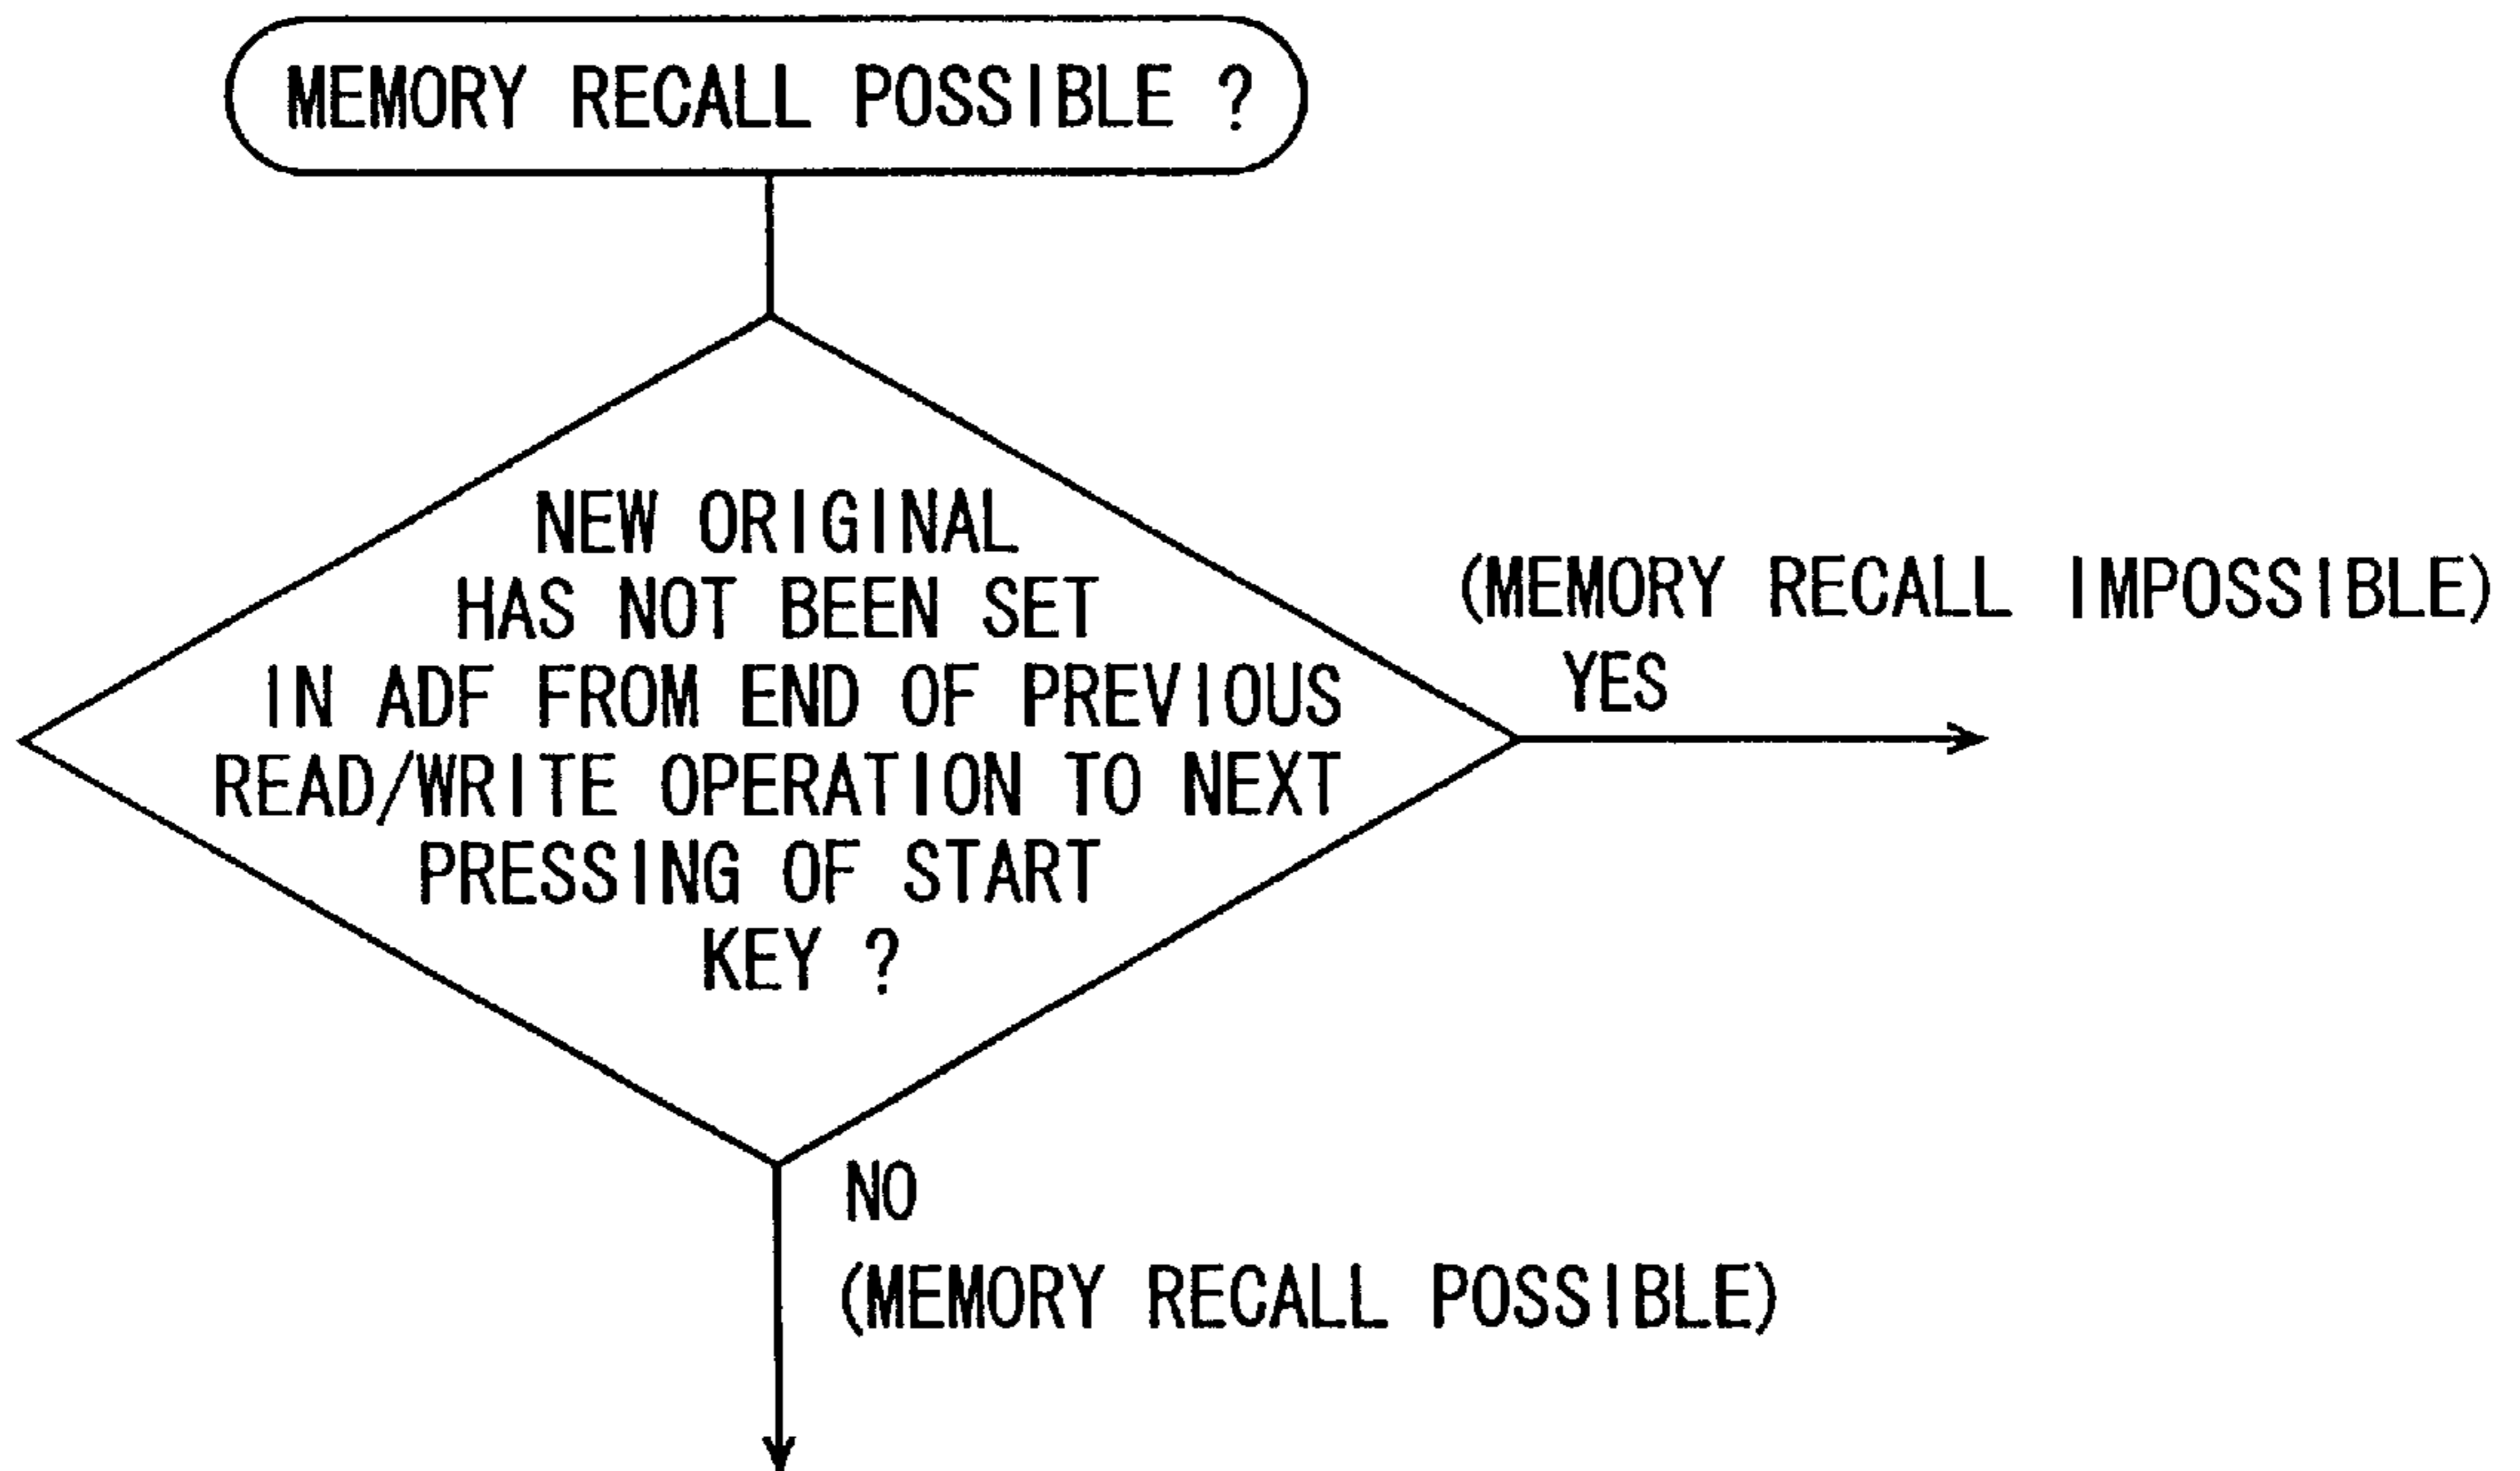 MEMORY RECALL POSSIBLE ?
NEW ORIGINAL
HAS NOT BEEN SET
IN ADF FROM END OF PREVIOUS
READ/WRITE OPERATION TO NEXT
PRESSING OF START
KEY ?
(MEMORY RECALL IMPOSSIBLE)
YES
NO
(MEMORY RECALL POSSIBLE)